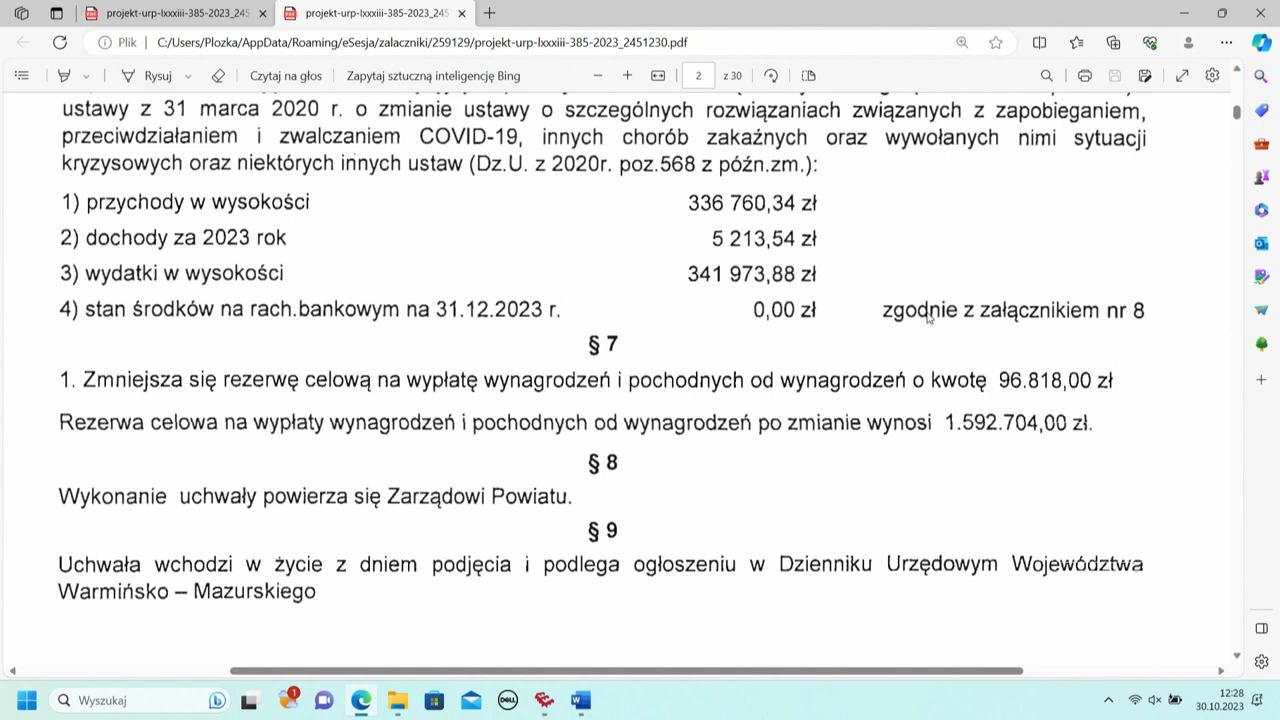 projekt-urp-lxxxiii-385-2023_245
projekt-urp-lxxxiii-385-2023_245
Plik
C:/Users/Plozka/AppData/Roaming/eSesja/zalaczniki/259129/projekt-urp-lxxxiii-385-2023_2451230.pdf
Rysuj
Czytaj na głos
Zapytaj sztuczną inteligencję Bing
2
z 30
ustawy z 31 marca 2020 r. o zmianie ustawy o szczególnych rozwiązaniach związanych z zapobieganiem,
przeciwdziałaniem i zwalczaniem COVID-19, innych chorób zakaźnych oraz wywołanych nimi sytuacji
kryzysowych oraz niektórych innych ustaw (Dz.U. z 2020r. poz.568 z późn.zm.):
1) przychody w wysokości 336 760,34 zł
2) dochody za 2023 rok 5 213,54 zł
3) wydatki w wysokości 341 973,88 zł
4) stan środków na rach.bankowym na 31.12.2023 r. 0,00 zł zgodnie z załącznikiem nr 8
§ 7
1. Zmniejsza się rezerwę celową na wypłatę wynagrodzeń i pochodnych od wynagrodzeń o kwotę 96.818,00 zł
Rezerwa celowa na wypłaty wynagrodzeń i pochodnych od wynagrodzeń po zmianie wynosi 1.592.704,00 zł.
§ 8
Wykonanie uchwały powierza się Zarządowi Powiatu.
§ 9
Uchwała wchodzi w życie z dniem podjęcia i podlega ogłoszeniu w Dzienniku Urzędowym Województwa
Warmińsko – Mazurskiego
Wyszukaj
1
DELL
12:28
30.10.2023